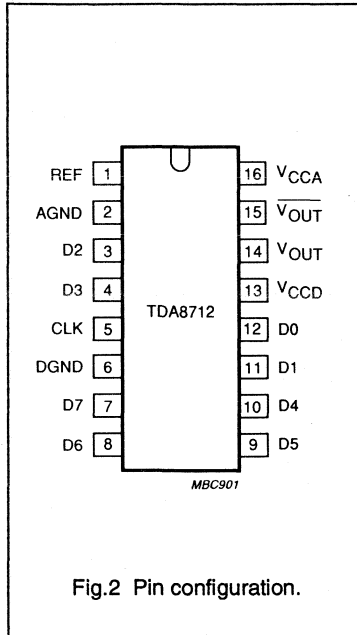 REF 1 16 VCCA
AGND 2 15 V̅O̅U̅T̅
D2 3 14 VOUT
D3 4 13 VCCD
TDA8712
CLK 5 12 D0
DGND 6 11 D1
D7 7 10 D4
D6 8 9 D5
MBC901
Fig.2 Pin configuration.